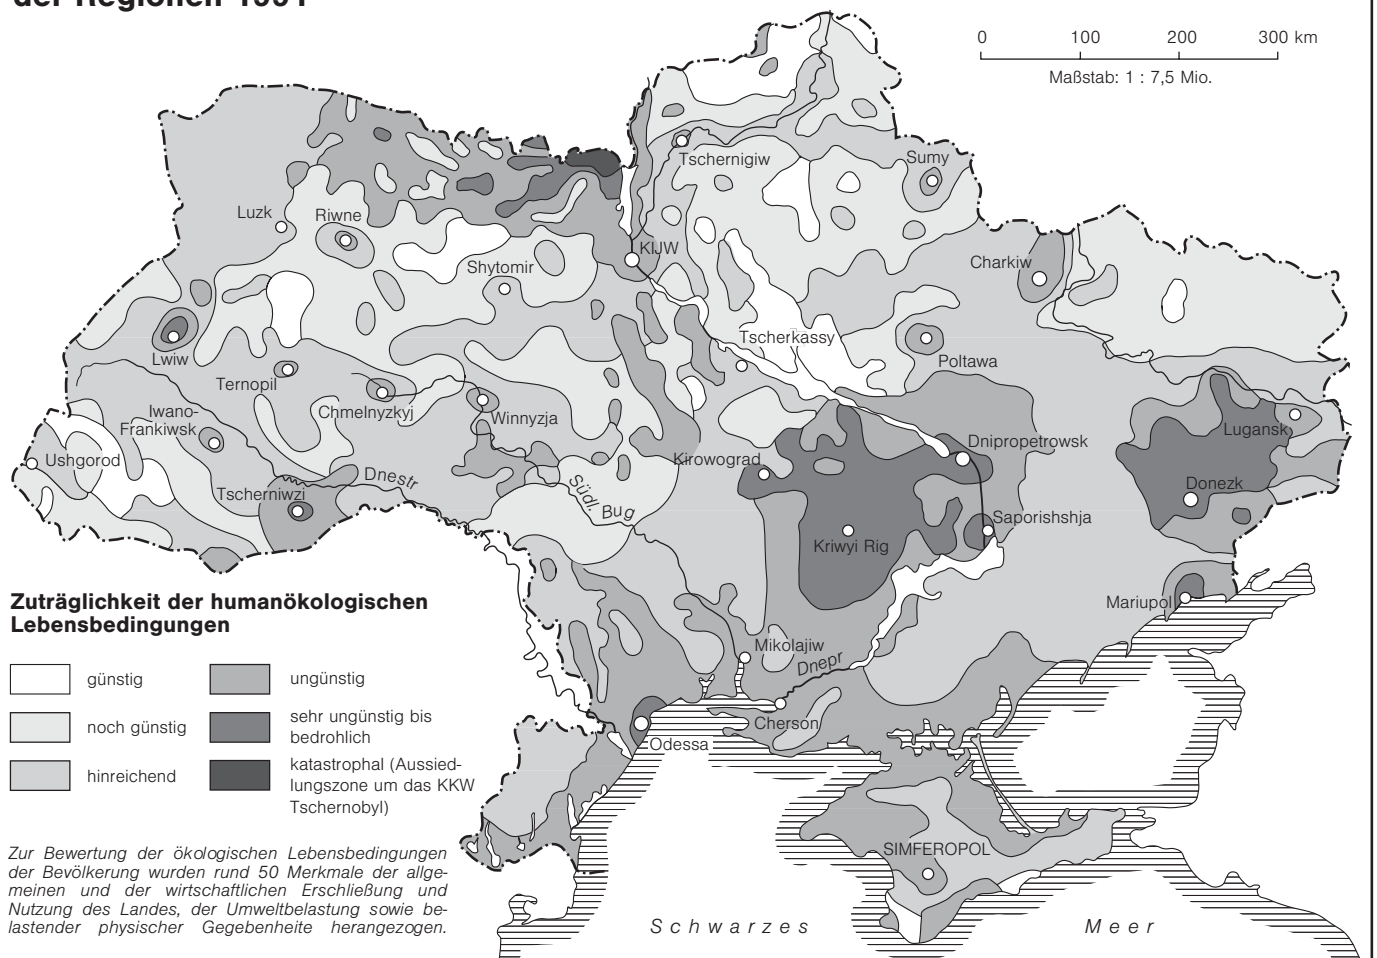 der Regionen 1991
0 100 200 300 km
Maßstab: 1 : 7,5 Mio.
Tschernigiw
Sumy
Luzk
Riwne
KIJW
Charkiw
Shytomir
Tscherkassy
Lwiw
Poltawa
Ternopil
Iwano-
Frankiwsk
Chmelnyzkyj
Winnyzja
Lugansk
Dnipropetrowsk
Ushgorod
Kirowograd
Dnestr
Donezk
Tscherniwzi
Südl. Bug
Saporishshja
Kriwyi Rig
Mariupol
Mikolajiw
Dnepr
Cherson
Odessa
SIMFEROPOL
Schwarzes Meer
Zuträglichkeit der humanökologischen
Lebensbedingungen
günstig
noch günstig
hinreichend
ungünstig
sehr ungünstig bis
bedrohlich
katastrophal (Aussied-
lungszone um das KKW
Tschernobyl)
Zur Bewertung der ökologischen Lebensbedingungen
der Bevölkerung wurden rund 50 Merkmale der allge-
meinen und der wirtschaftlichen Erschließung und
Nutzung des Landes, der Umweltbelastung sowie be-
lastender physischer Gegebenheite herangezogen.